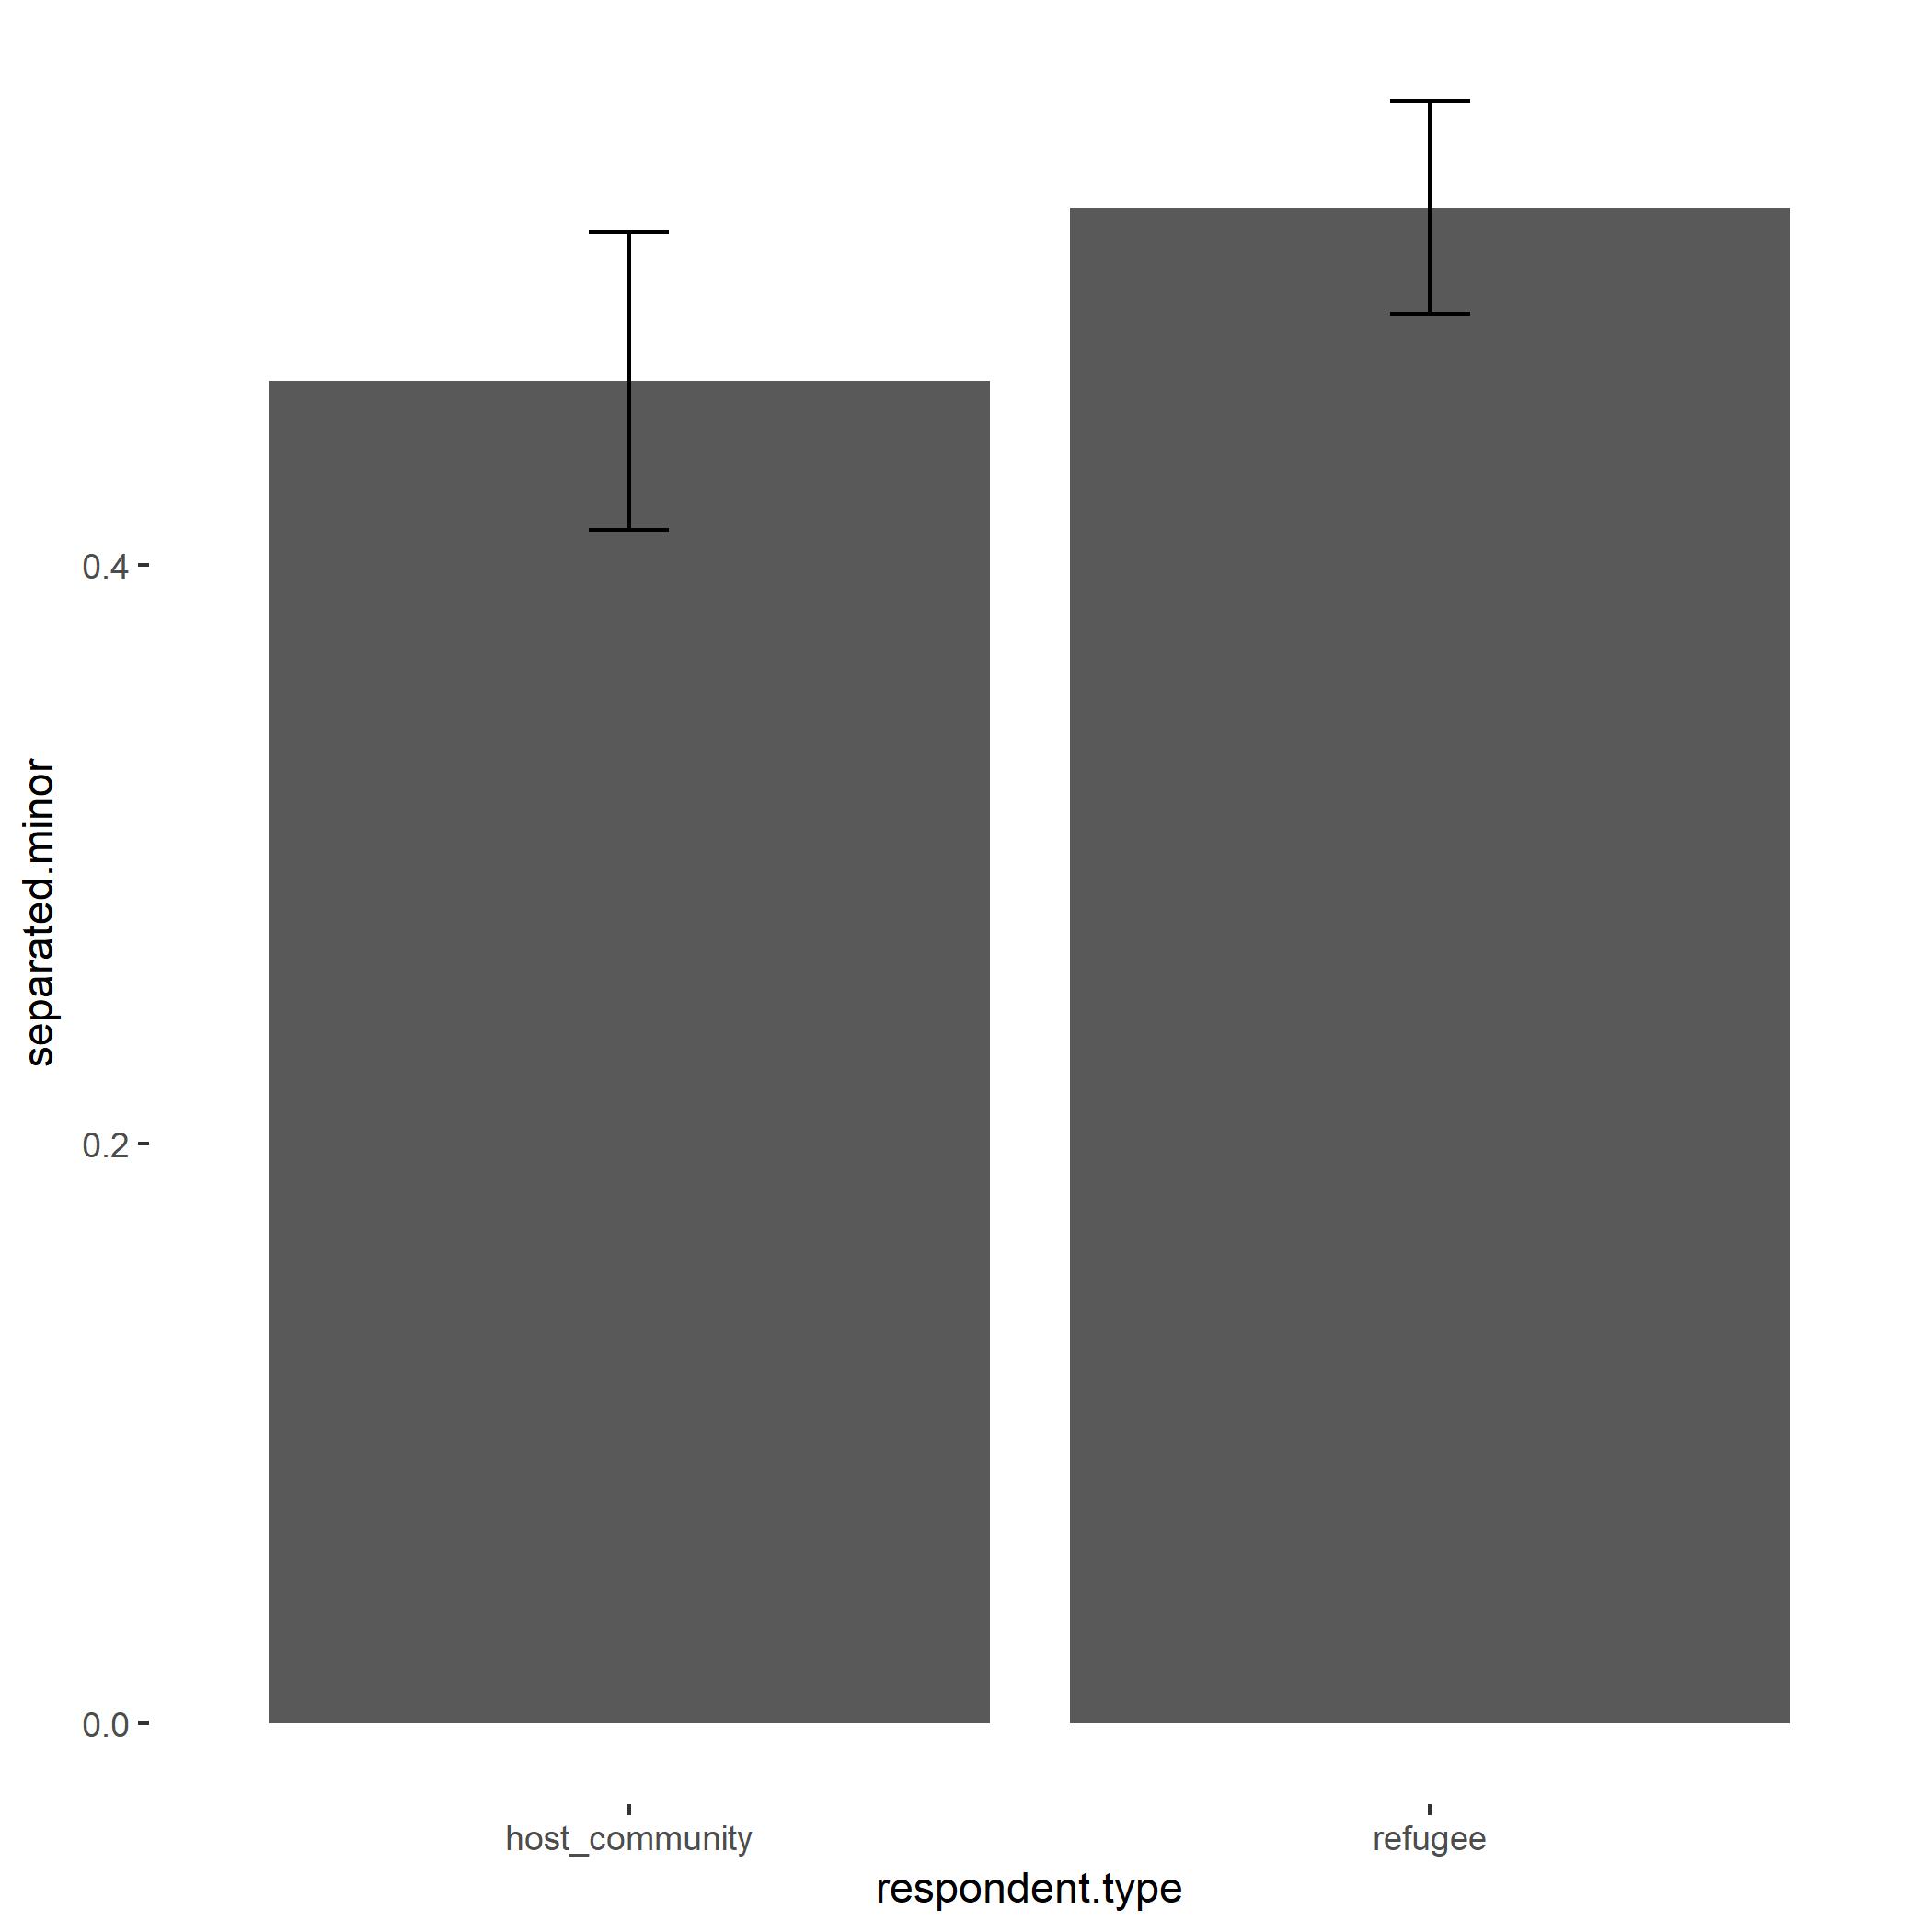 separated.minor
0.4
0.2
0.0
host_community
refugee
respondent.type